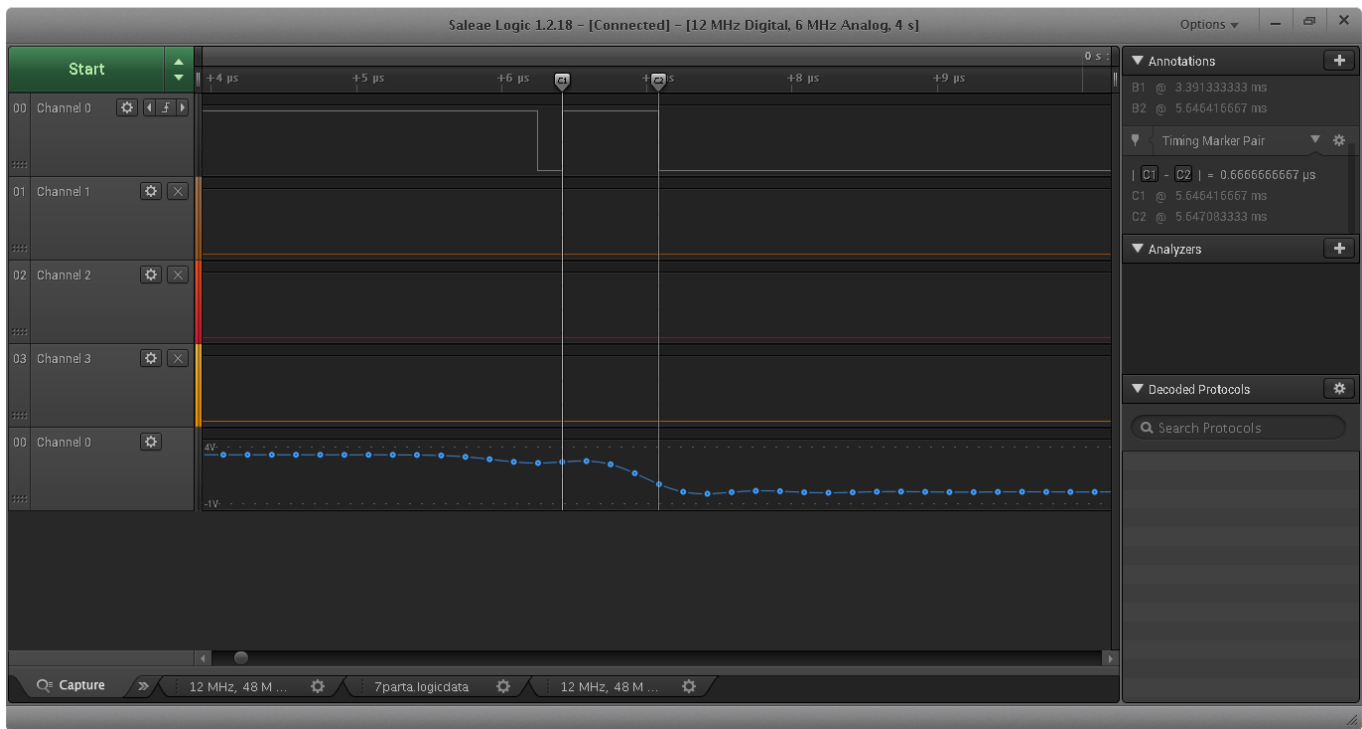 Saleae Logic 1.2.18 - [Connected] - [12 MHz Digital, 6 MHz Analog, 4 s]
Options
Start
0 s :
+4 µs +5 µs +6 µs C1 C2 +8 µs +9 µs
00 Channel 0
01 Channel 1
02 Channel 2
03 Channel 3
00 Channel 0
4V
-1V
Annotations
B1 @ 3.391333333 ms
B2 @ 5.646416667 ms
Timing Marker Pair
| C1 - C2 | = 0.6666666667 µs
C1 @ 5.646416667 ms
C2 @ 5.647083333 ms
Analyzers
Decoded Protocols
Search Protocols
Capture
12 MHz, 48 M ...
7parta.logicdata
12 MHz, 48 M ...